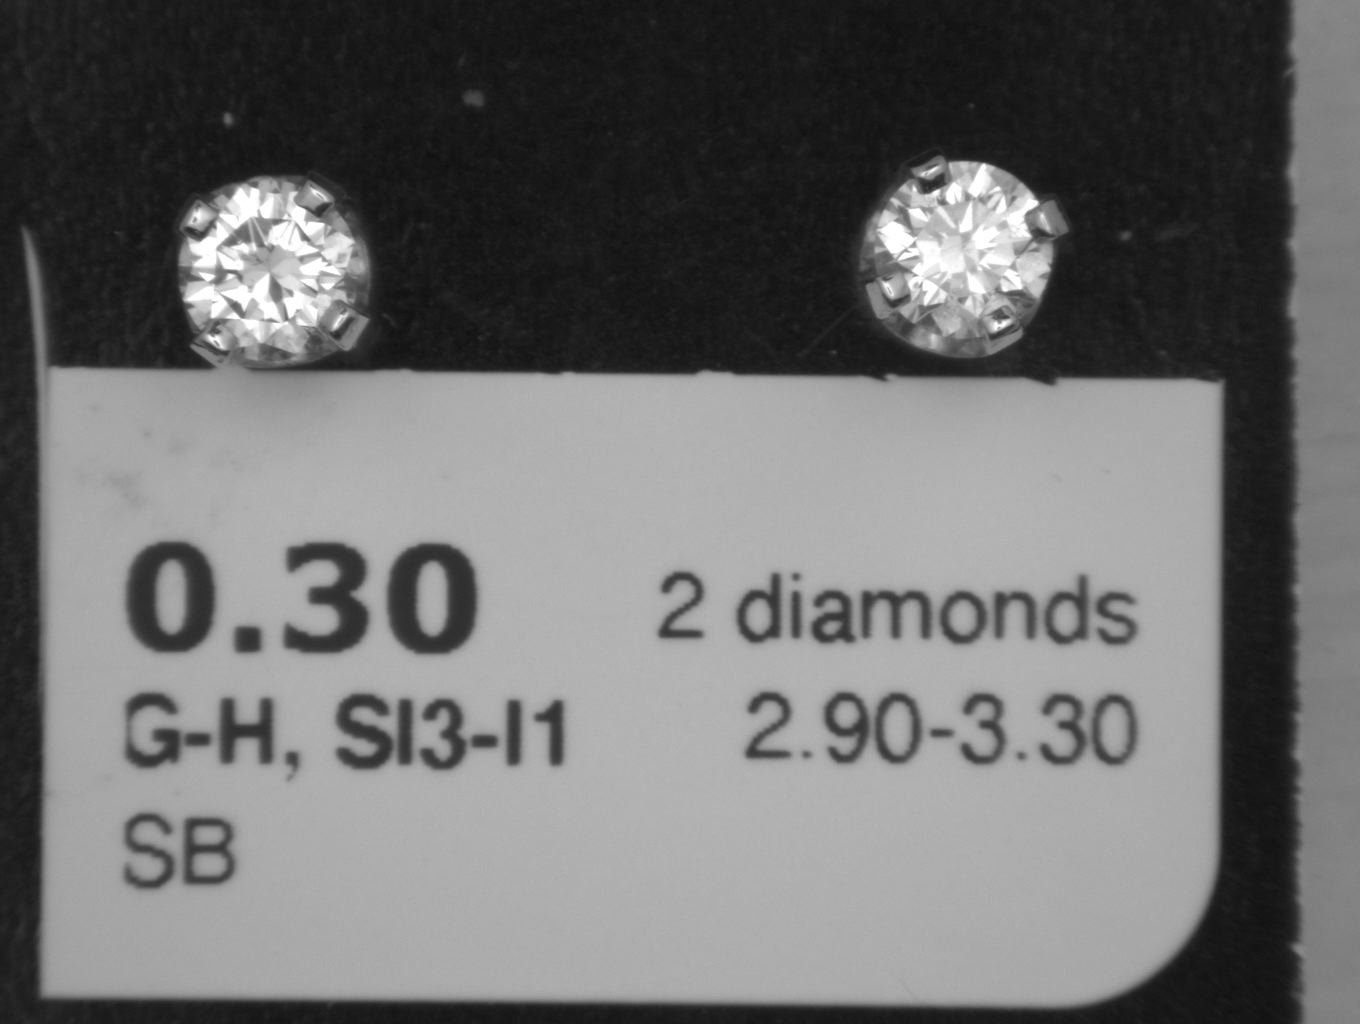 0.30
2 diamonds
G-H, SI3-I1
2.90-3.30
SB